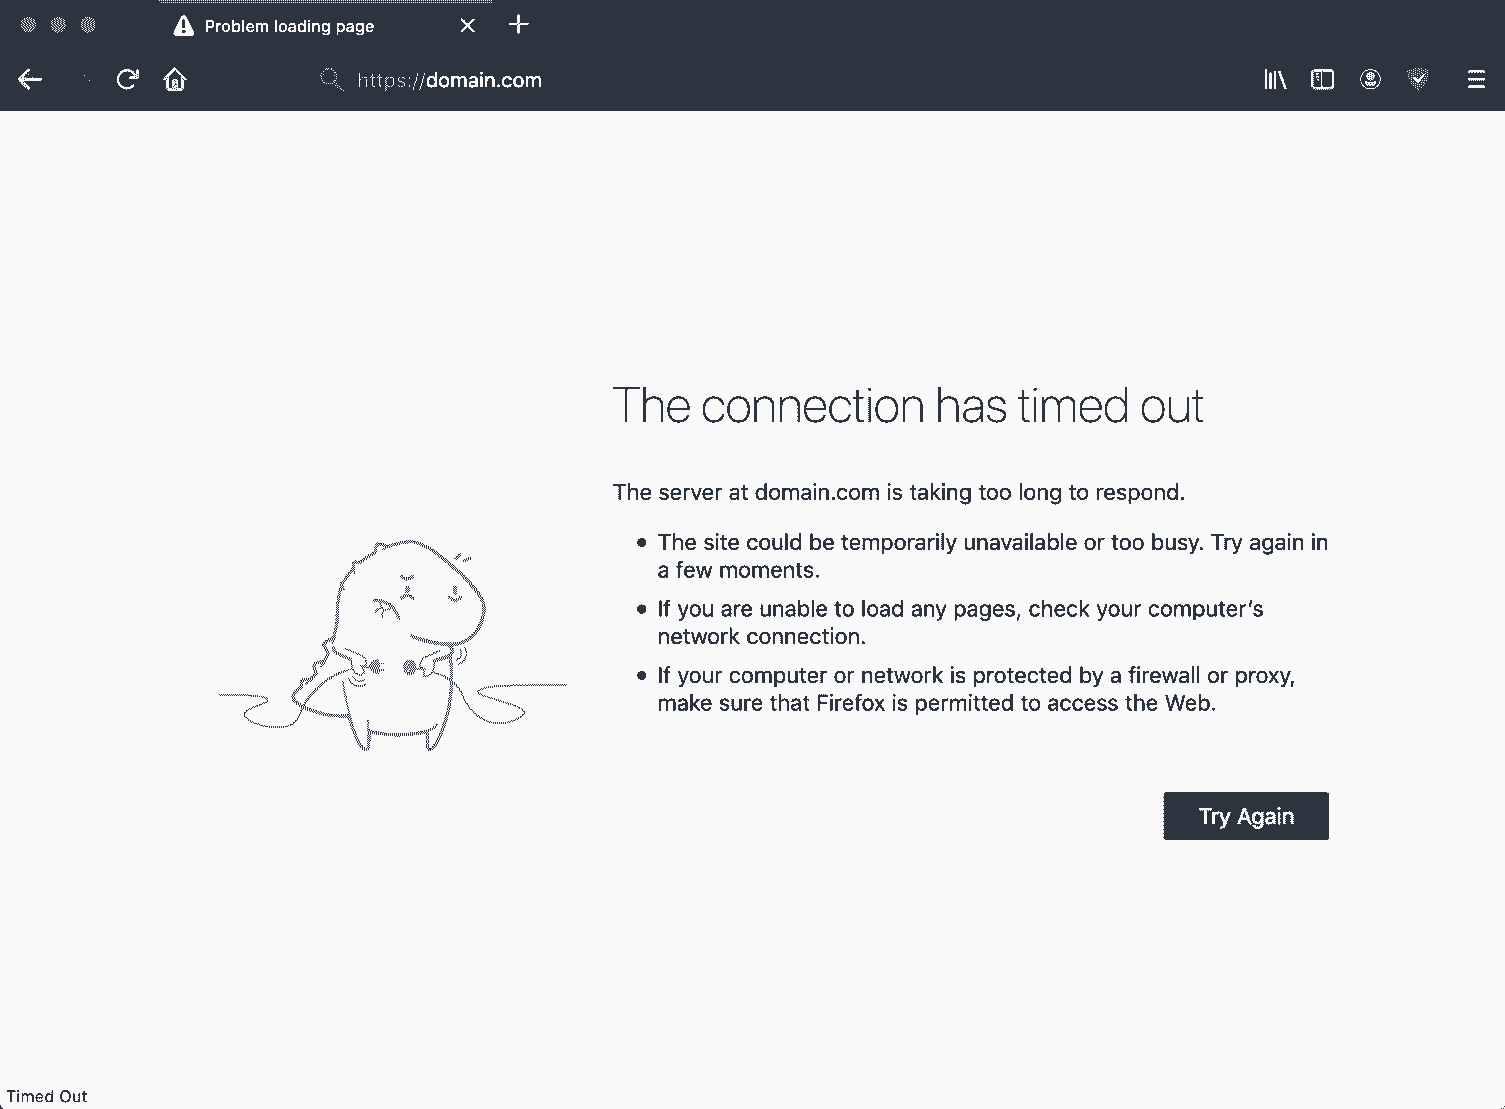 Problem loading page
https://domain.com
The connection has timed out
The server at domain.com is taking too long to respond.
• The site could be temporarily unavailable or too busy. Try again in
a few moments.
• If you are unable to load any pages, check your computer’s
network connection.
• If your computer or network is protected by a firewall or proxy,
make sure that Firefox is permitted to access the Web.
Try Again
Timed Out